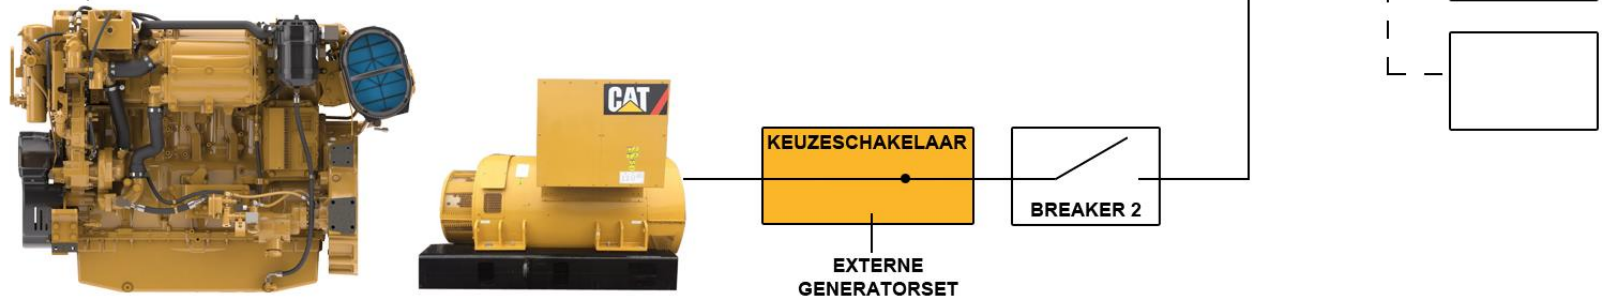 CAT
KEUZESCHAKELAAR
BREAKER 2
EXTERNE
GENERATORSET